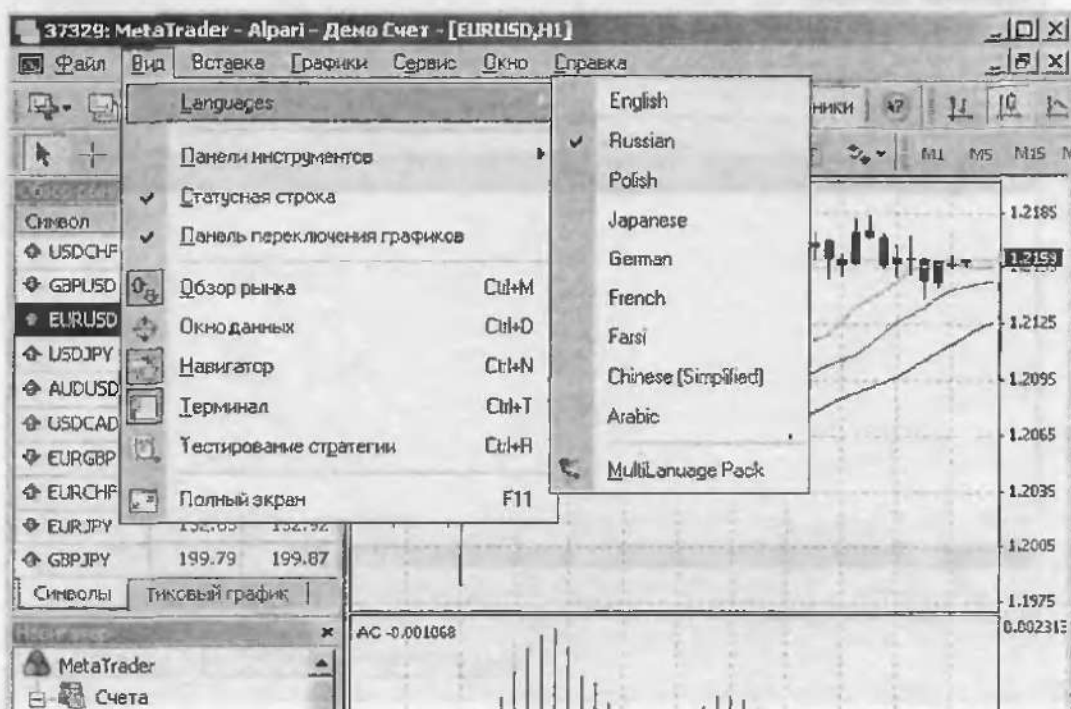 37329: MetaTrader - Alpari - Демо Счет - [EURUSD,H1]
Файл Вид Вставка Графики Сервис Окно Справка
Languages
Панели инструментов
Статусная строка
Панель переключения графиков
Обзор рынка Ctrl+M
Окно данных Ctrl+D
Навигатор Ctrl+N
Терминал Ctrl+T
Тестирование стратегии Ctrl+R
Полный экран F11
English
Russian
Polish
Japanese
German
French
Farsi
Chinese (Simplified)
Arabic
MultiLanuage Pack
M1 M5 M15
Символ
USDCHF
GBPUSD
EURUSD
USDJPY
AUDUSD
USDCAD
EURGBP
EURCHF
EURJPY 132.92
GBPJPY 199.79 199.87
Символы Тиковый график
1.2185
1.2159
1.2125
1.2095
1.2065
1.2035
1.2005
1.1975
MetaTrader
Счета
AC -0.001068